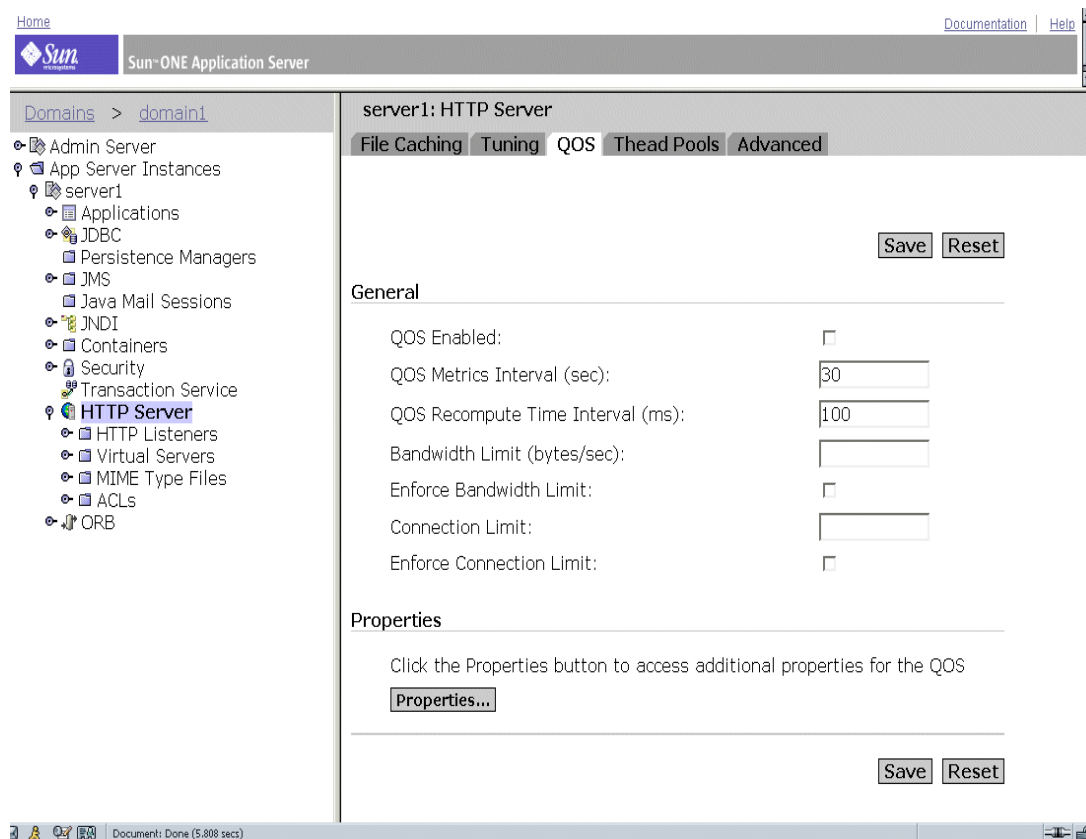 Home
Documentation | Help
Sun
microsystems
Sun™ ONE Application Server
Domains > domain1
Admin Server
App Server Instances
server1
Applications
JDBC
Persistence Managers
JMS
Java Mail Sessions
JNDI
Containers
Security
Transaction Service
HTTP Server
HTTP Listeners
Virtual Servers
MIME Type Files
ACLs
ORB
server1: HTTP Server
File Caching Tuning QOS Thead Pools Advanced
Save Reset
General
QOS Enabled:
QOS Metrics Interval (sec): 30
QOS Recompute Time Interval (ms): 100
Bandwidth Limit (bytes/sec):
Enforce Bandwidth Limit:
Connection Limit:
Enforce Connection Limit:
Properties
Click the Properties button to access additional properties for the QOS
Properties...
Save Reset
Document: Done (5.808 secs)